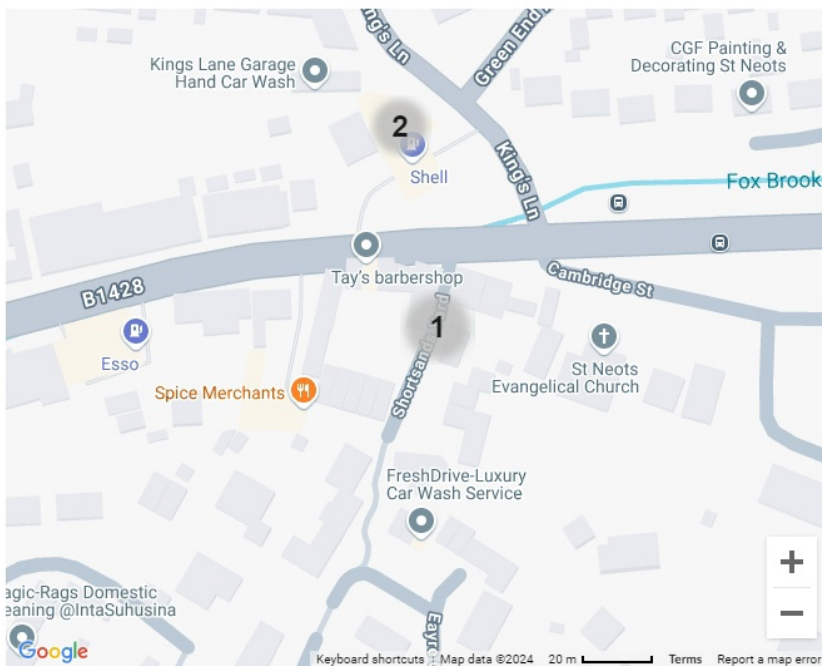 King's Ln
Green End
CGF Painting &
Decorating St Neots
Kings Lane Garage
Hand Car Wash
2
Shell
King's Ln
Fox Brook
Tay's barbershop
Cambridge St
B1428
1
Esso
St Neots
Evangelical Church
Spice Merchants
FreshDrive-Luxury
Car Wash Service
agic-Rags Domestic
eaning @IntaSuhusina
Google
Keyboard shortcuts
Map data ©2024
20 m
Terms
Report a map error